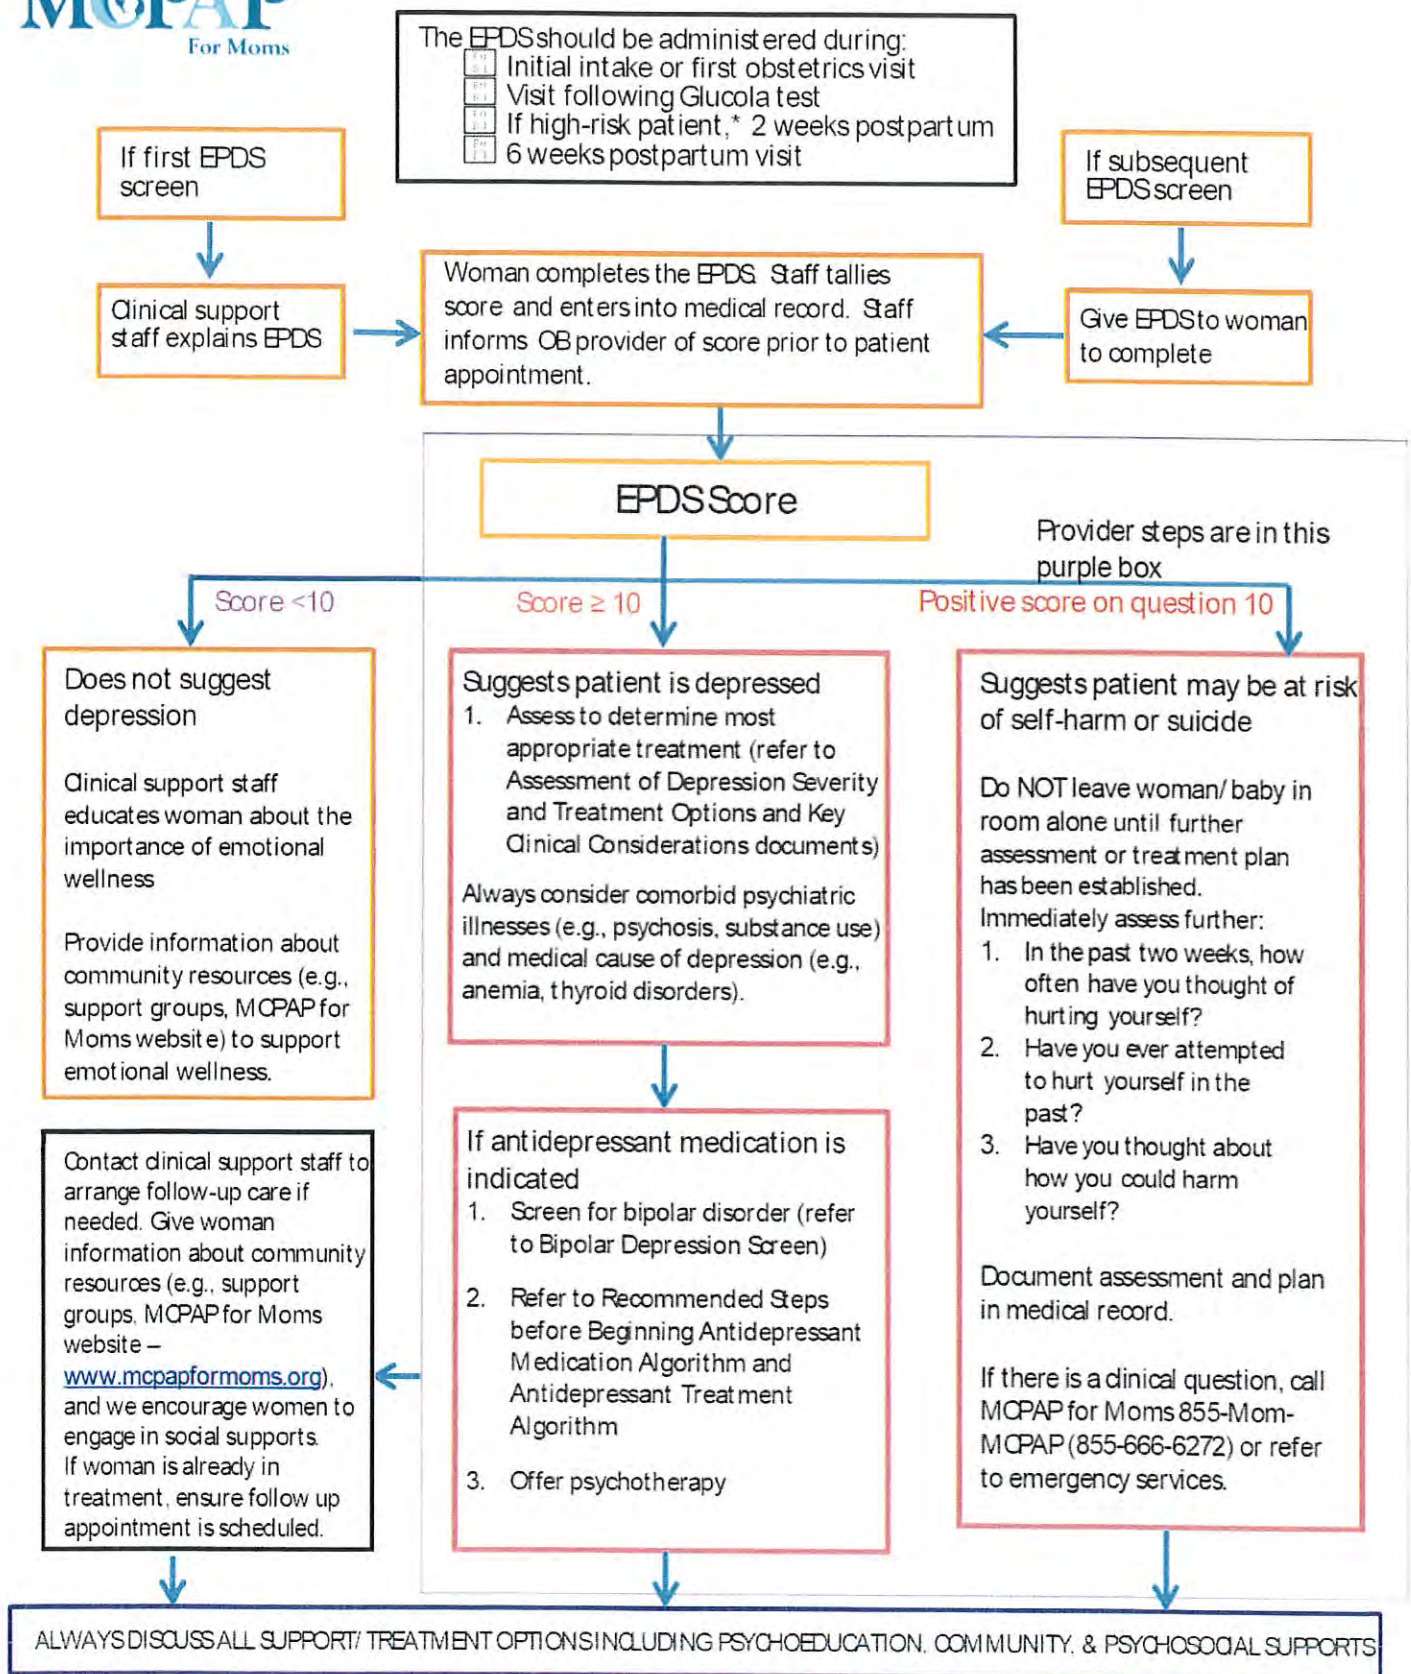 MCPAP
For Moms
The EPDS should be administered during:
Initial intake or first obstetrics visit
Visit following Glucola test
If high-risk patient,* 2 weeks postpartum
6 weeks postpartum visit
If first EPDS
screen
If subsequent
EPDS screen
Clinical support
staff explains EPDS
Woman completes the EPDS. Staff tallies
score and enters into medical record. Staff
informs OB provider of score prior to patient
appointment.
Give EPDS to woman
to complete
EPDS Score
Provider steps are in this
purple box
Score <10
Score ≥ 10
Positive score on question 10
Does not suggest
depression
Clinical support staff
educates woman about the
importance of emotional
wellness
Provide information about
community resources (e.g.,
support groups, MCPAP for
Moms website) to support
emotional wellness.
Suggests patient is depressed
1. Assess to determine most
appropriate treatment (refer to
Assessment of Depression Severity
and Treatment Options and Key
Clinical Considerations documents)
Always consider comorbid psychiatric
illnesses (e.g., psychosis, substance use)
and medical cause of depression (e.g.,
anemia, thyroid disorders).
Suggests patient may be at risk
of self-harm or suicide
Do NOT leave woman/baby in
room alone until further
assessment or treatment plan
has been established.
Immediately assess further:
1. In the past two weeks, how
often have you thought of
hurting yourself?
2. Have you ever attempted
to hurt yourself in the
past?
3. Have you thought about
how you could harm
yourself?
Document assessment and plan
in medical record.
If there is a clinical question, call
MCPAP for Moms 855-Mom-
MCPAP (855-666-6272) or refer
to emergency services.
Contact clinical support staff to
arrange follow-up care if
needed. Give woman
information about community
resources (e.g., support
groups, MCPAP for Moms
website –
www.mcpapformoms.org),
and we encourage women to
engage in social supports.
If woman is already in
treatment, ensure follow up
appointment is scheduled.
If antidepressant medication is
indicated
1. Screen for bipolar disorder (refer
to Bipolar Depression Screen)
2. Refer to Recommended Steps
before Beginning Antidepressant
Medication Algorithm and
Antidepressant Treatment
Algorithm
3. Offer psychotherapy
ALWAYS DISCUSS ALL SUPPORT/ TREATMENT OPTIONS INCLUDING PSYCHOEDUCATION, COMMUNITY, & PSYCHOSOCIAL SUPPORTS